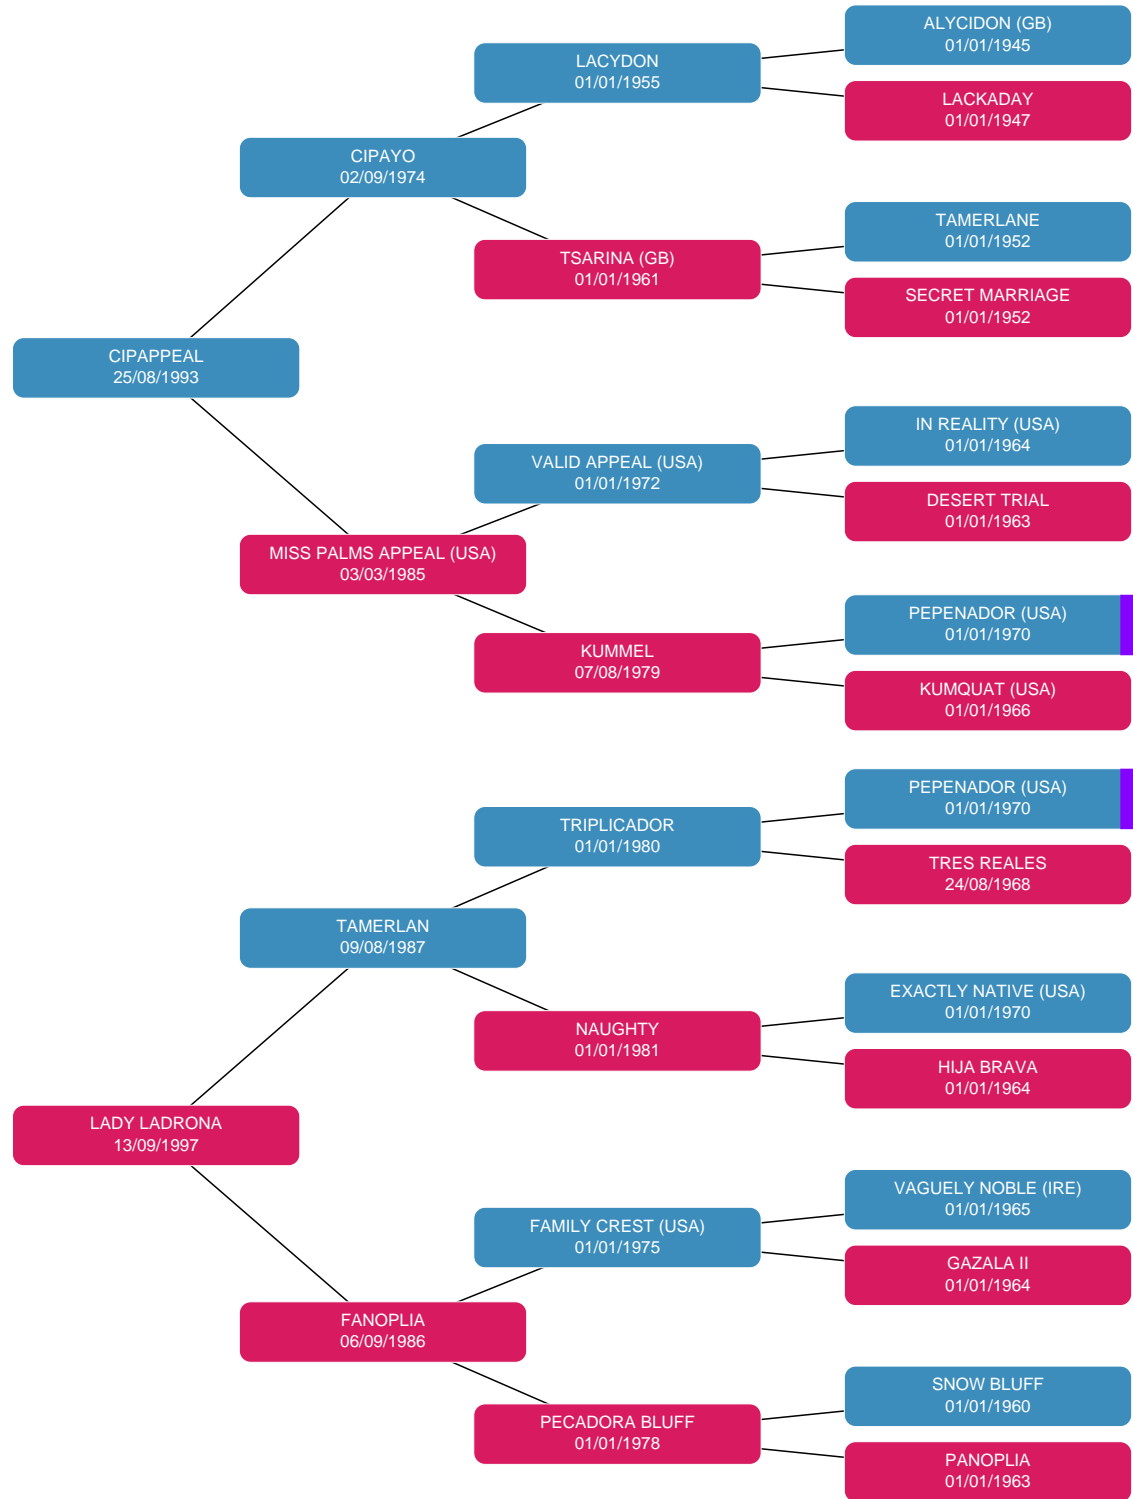 ALYCIDON (GB)
01/01/1945
LACYDON
01/01/1955
LACKADAY
01/01/1947
CIPAYO
02/09/1974
TAMERLANE
01/01/1952
TSARINA (GB)
01/01/1961
SECRET MARRIAGE
01/01/1952
CIPAPPEAL
25/08/1993
IN REALITY (USA)
01/01/1964
VALID APPEAL (USA)
01/01/1972
DESERT TRIAL
01/01/1963
MISS PALMS APPEAL (USA)
03/03/1985
PEPENADOR (USA)
01/01/1970
KUMMEL
07/08/1979
KUMQUAT (USA)
01/01/1966
PEPENADOR (USA)
01/01/1970
TRIPLICADOR
01/01/1980
TRES REALES
24/08/1968
TAMERLAN
09/08/1987
EXACTLY NATIVE (USA)
01/01/1970
NAUGHTY
01/01/1981
HIJA BRAVA
01/01/1964
LADY LADRONA
13/09/1997
VAGUELY NOBLE (IRE)
01/01/1965
FAMILY CREST (USA)
01/01/1975
GAZALA II
01/01/1964
FANOPLIA
06/09/1986
SNOW BLUFF
01/01/1960
PECADORA BLUFF
01/01/1978
PANOPLIA
01/01/1963